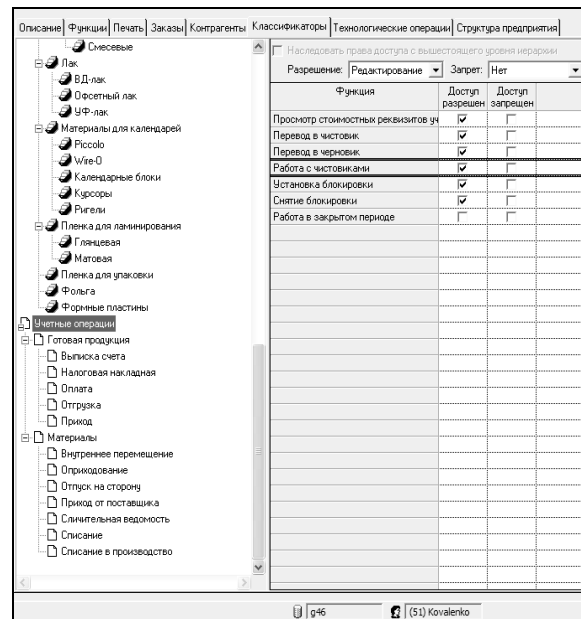 Описание Функции Печать Заказы Контрагенты Классификаторы Технологические операции Структура предприятия
Смесевые
Лак
ВД-лак
Офсетный лак
УФ-лак
Материалы для календарей
Piccolo
Wire-O
Календарные блоки
Курсоры
Ригели
Пленка для ламинирования
Глянцевая
Матовая
Пленка для упаковки
Фольга
Формные пластины
Учетные операции
Готовая продукция
Выписка счета
Налоговая накладная
Оплата
Отгрузка
Приход
Материалы
Внутреннее перемещение
Оприходование
Отпуск на сторону
Приход от поставщика
Сличительная ведомость
Списание
Списание в производство
Наследовать права доступа с вышестоящего уровня иерархии
Разрешение: Редактирование Запрет: Нет
Функция Доступ разрешен Доступ запрещен
Просмотр стоимостных реквизитов уч
Перевод в чистовик
Перевод в черновик
Работа с чистовиками
Установка блокировки
Снятие блокировки
Работа в закрытом периоде
g46 (51) Kovalenko